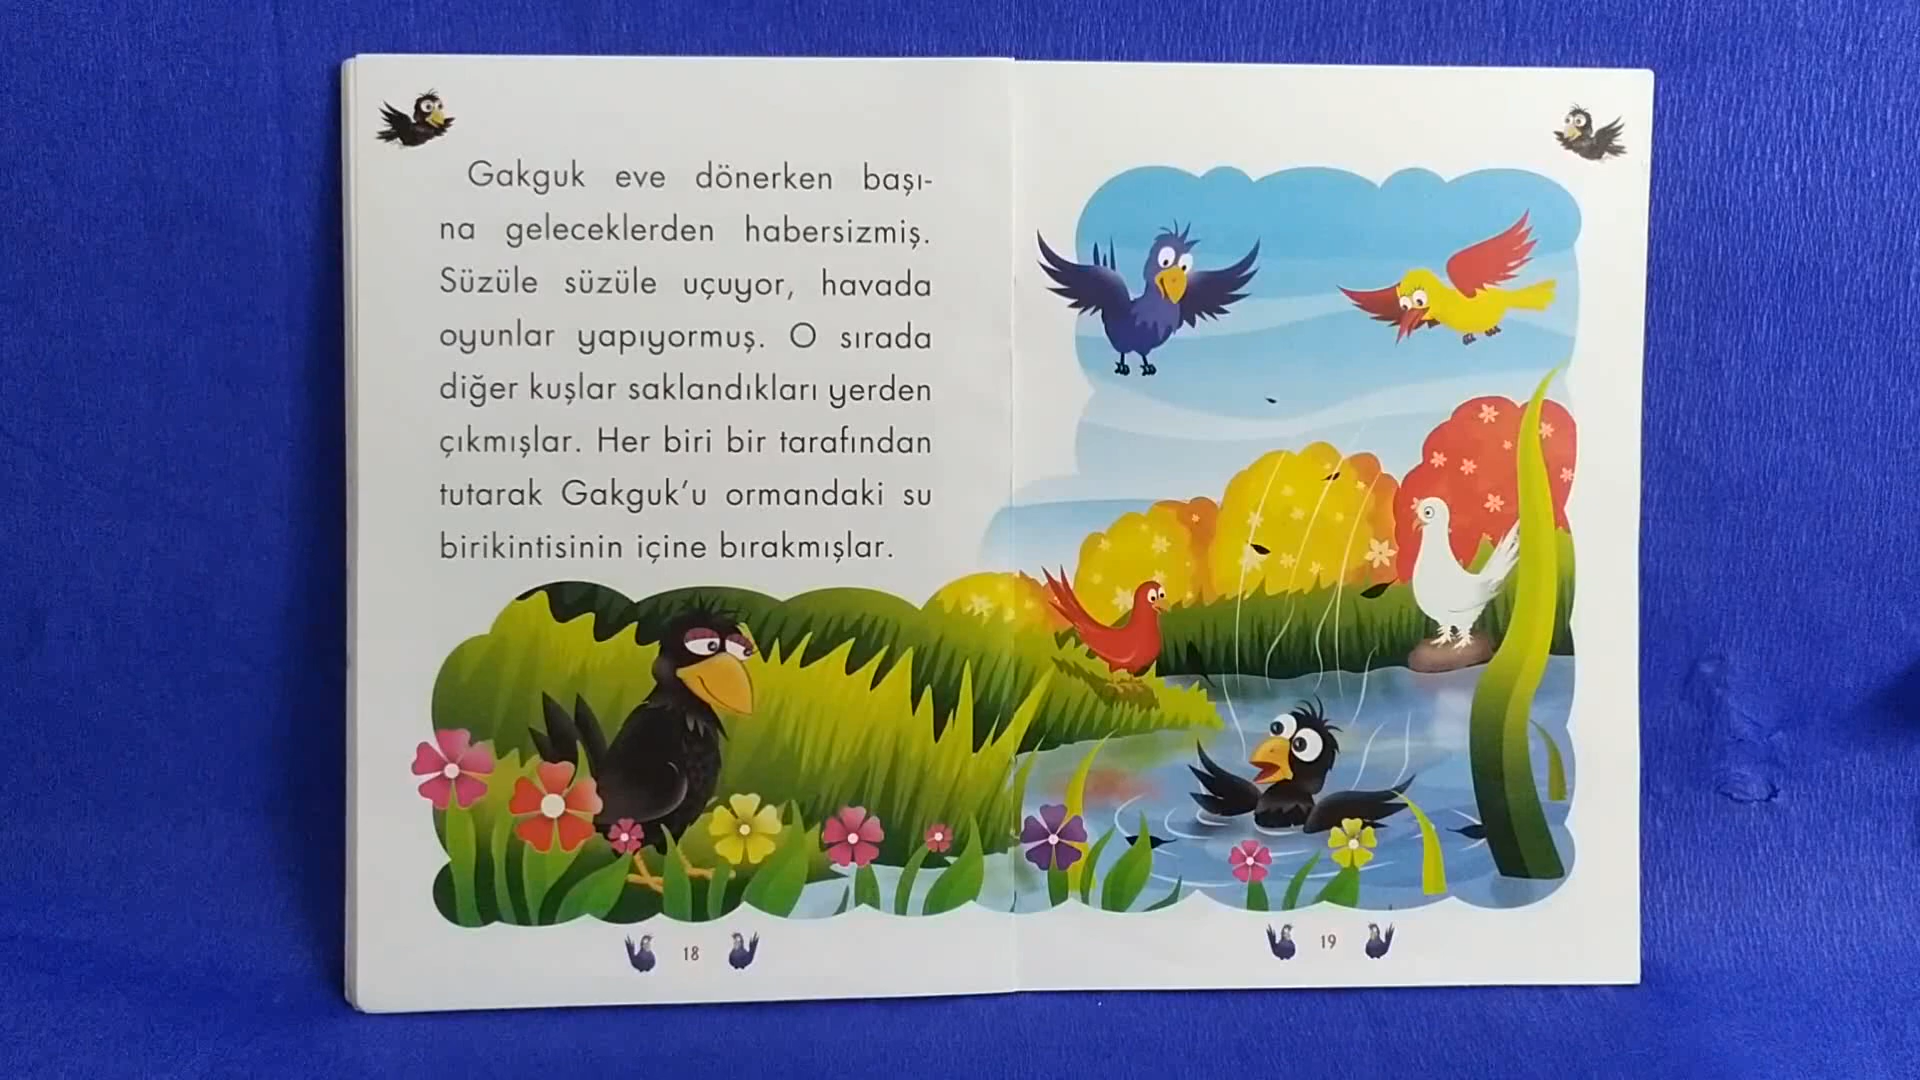 Gakguk eve dönerken başı-
na geleceklerden habersizmiş.
Süzüle süzüle uçuyor, havada
oyunlar yapıyormuş. O sırada
diğer kuşlar saklandıkları yerden
çıkmışlar. Her biri bir tarafından
tutarak Gakguk’u ormandaki su
birikintisinin içine bırakmışlar.
18
19